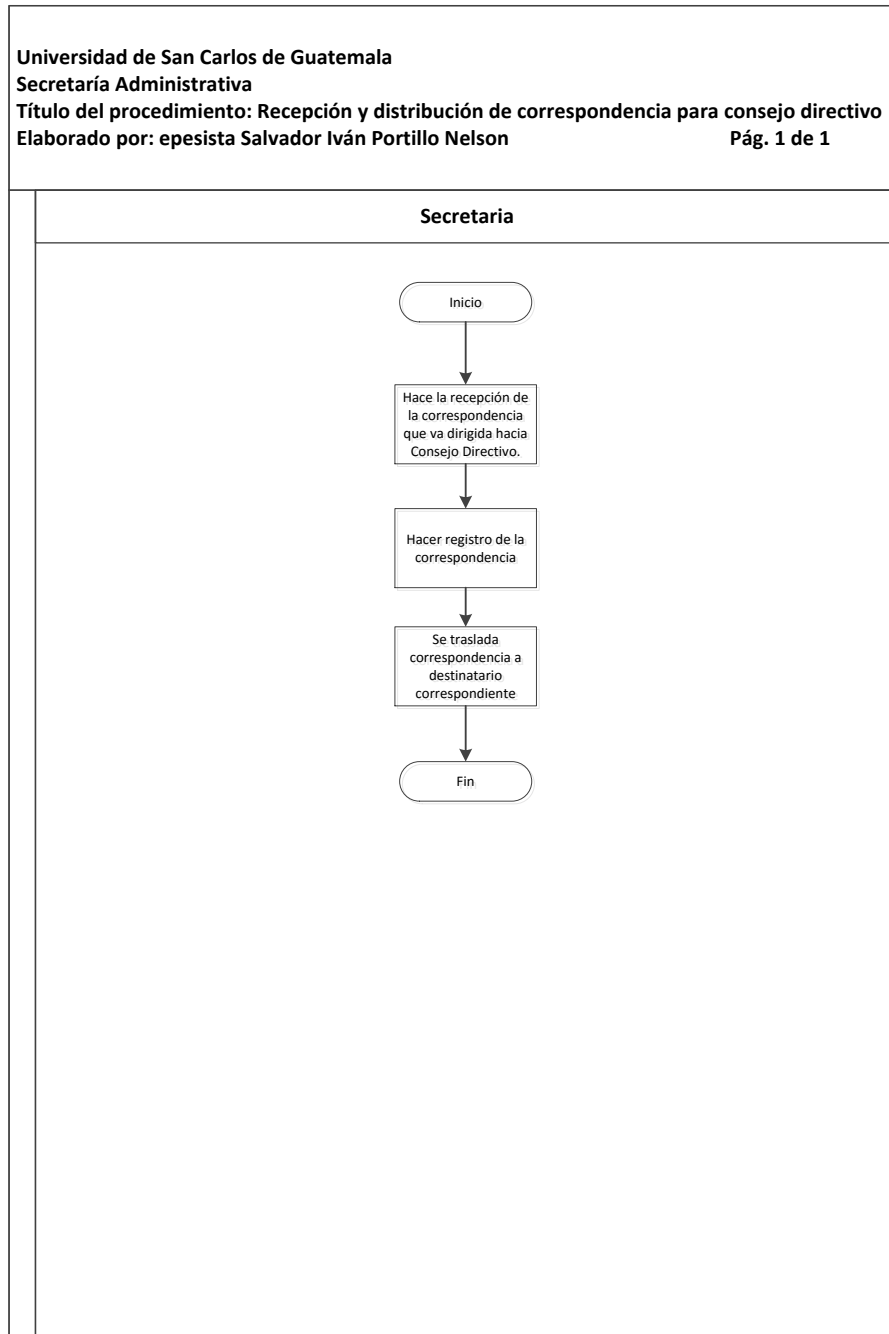 Universidad de San Carlos de Guatemala
Secretaría Administrativa
Título del procedimiento: Recepción y distribución de correspondencia para consejo directivo
Elaborado por: epesista Salvador Iván Portillo Nelson Pág. 1 de 1
Secretaria
Inicio
Hace la recepción de
la correspondencia
que va dirigida hacia
Consejo Directivo.
Hacer registro de la
correspondencia
Se traslada
correspondencia a
destinatario
correspondiente
Fin